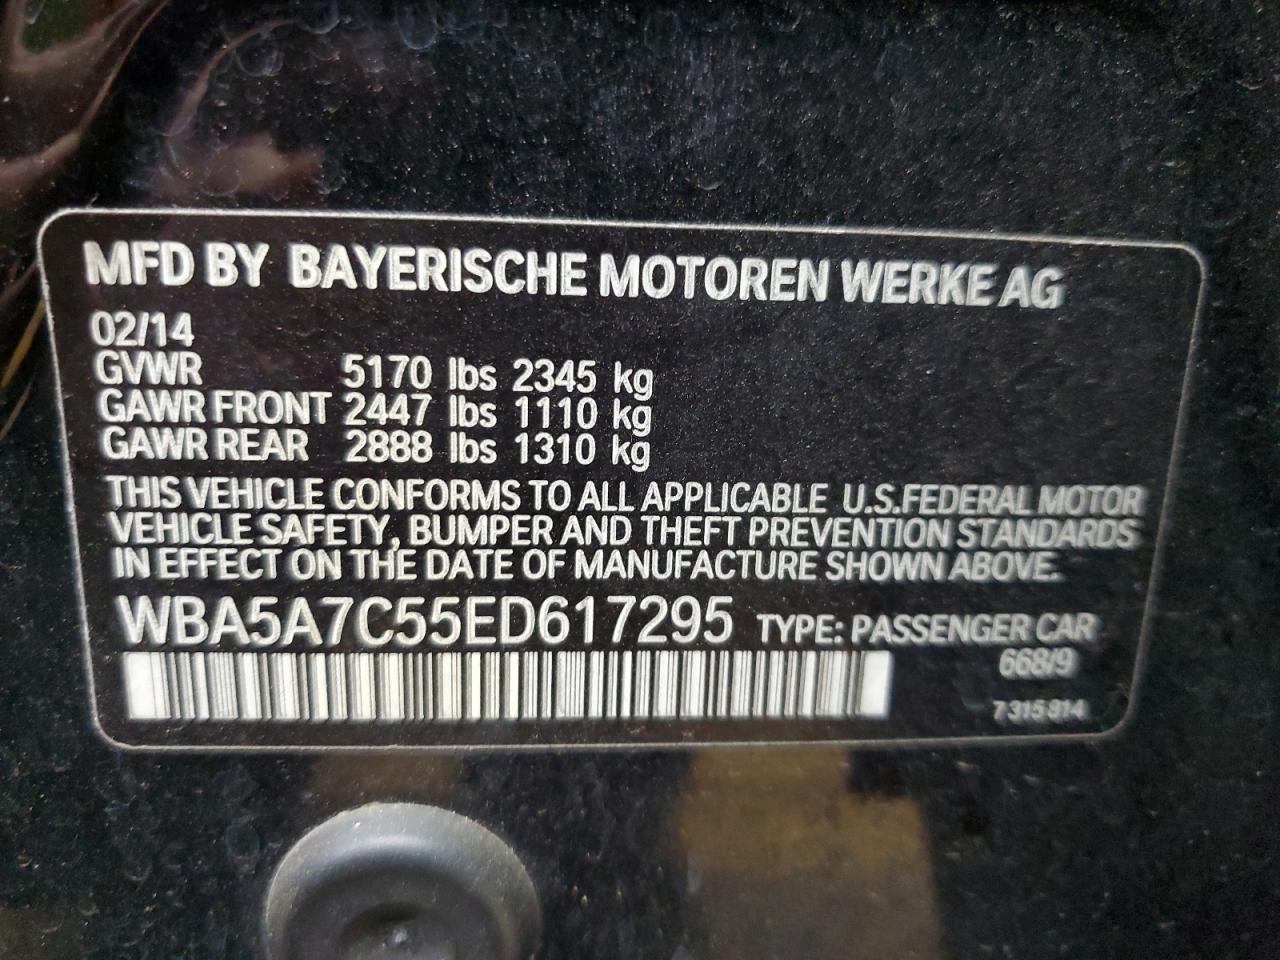 MFD BY BAYERISCHE MOTOREN WERKE AG
02/14
GVWR 5170 lbs 2345 kg
GAWR FRONT 2447 lbs 1110 kg
GAWR REAR 2888 lbs 1310 kg
THIS VEHICLE CONFORMS TO ALL APPLICABLE U.S.FEDERAL MOTOR
VEHICLE SAFETY, BUMPER AND THEFT PREVENTION STANDARDS
IN EFFECT ON THE DATE OF MANUFACTURE SHOWN ABOVE.
WBA5A7C55ED617295 TYPE: PASSENGER CAR
668/9
7 315 814